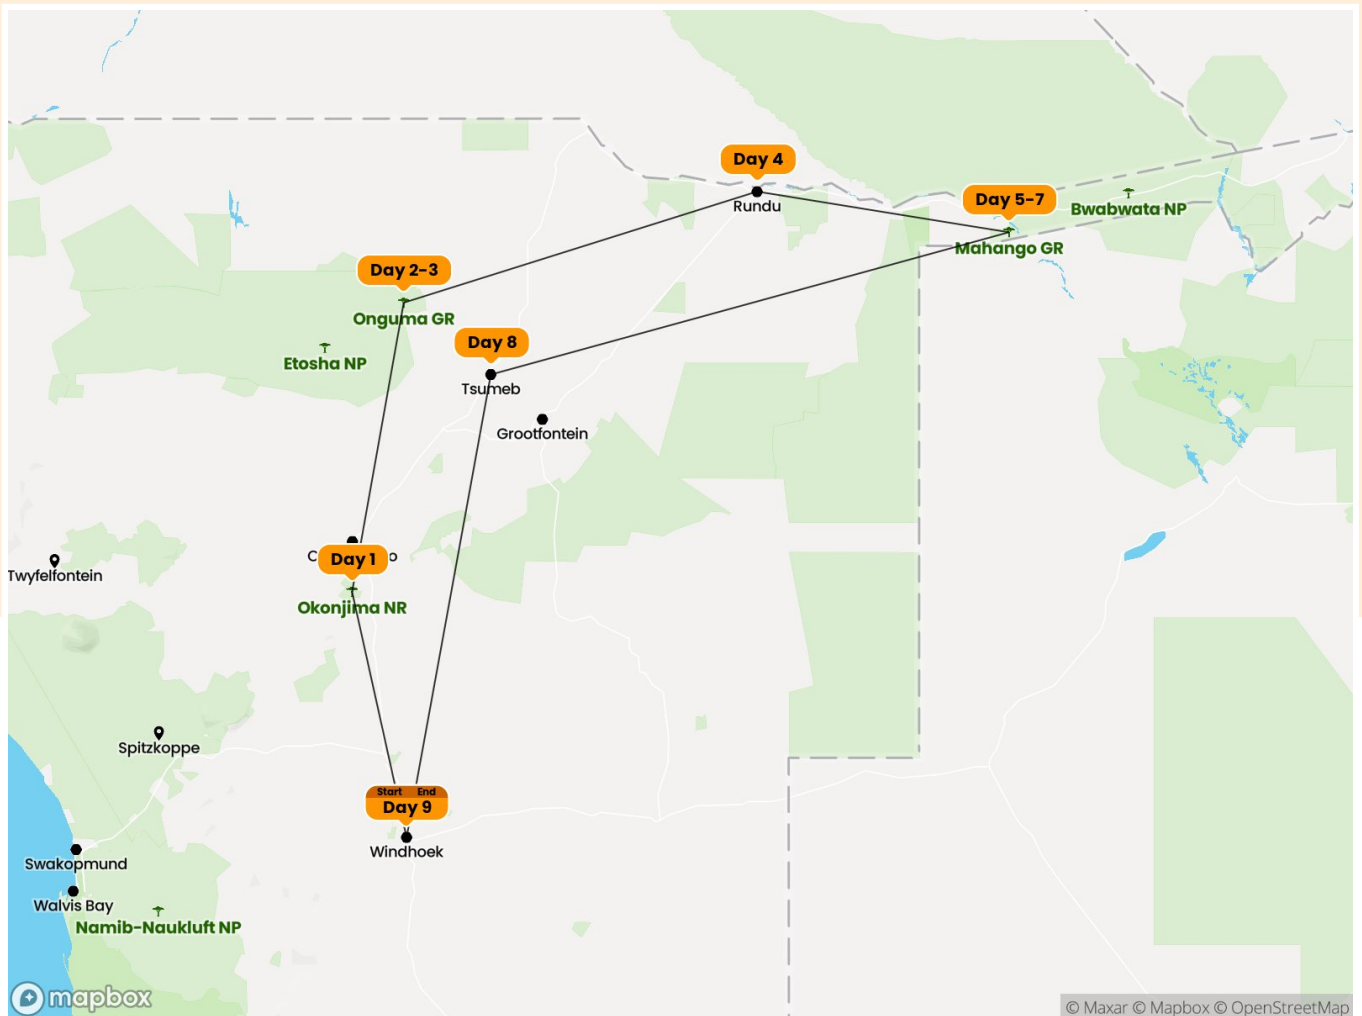 Day 4
Rundu
Day 5-7
Mahango GR
Bwabwata NP
Day 2-3
Onguma GR
Etosha NP
Day 8
Tsumeb
Grootfontein
Day 1
Okonjima NR
Twyfelfontein
Spitzkoppe
Start End
Day 9
Windhoek
Swakopmund
Walvis Bay
Namib-Naukluft NP
mapbox
© Maxar © Mapbox © OpenStreetMap